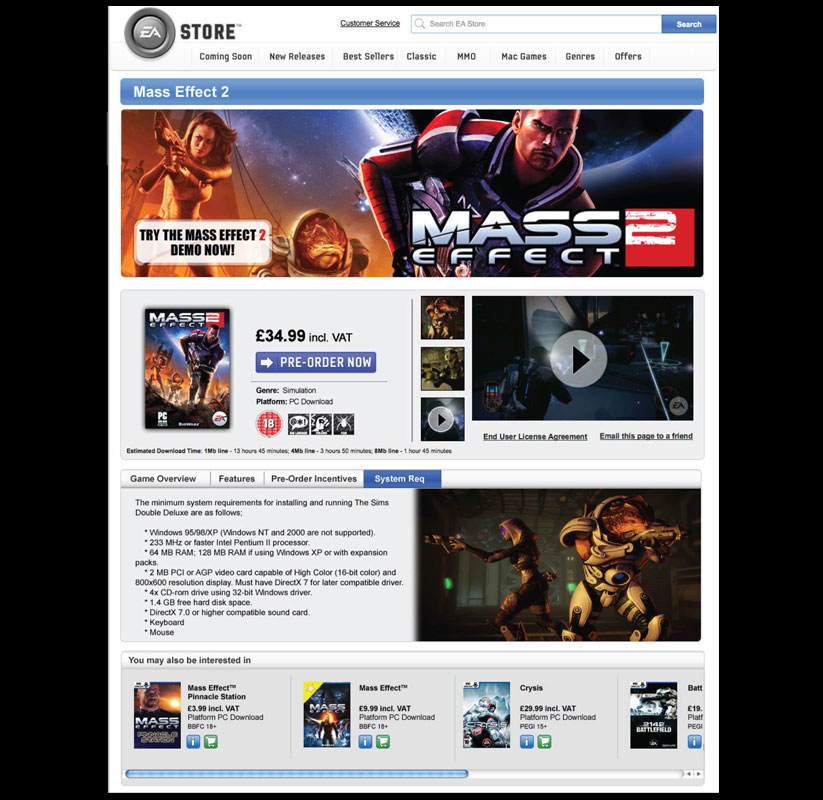 EA STORE™
Customer Service
Search EA Store
Search
Coming Soon New Releases Best Sellers Classic MMO Mac Games Genres Offers
Mass Effect 2
TRY THE MASS EFFECT 2
DEMO NOW!
MASS 2
EFFECT
MASS 2
EFFECT
PC
BIOWARE
EA
£34.99 incl. VAT
PRE-ORDER NOW
Genre: Simulation
Platform: PC Download
18
EA
End User License Agreement Email this page to a friend
Estimated Download Time: 1Mb line - 13 hours 45 minutes; 4Mb line - 3 hours 50 minutes; 8Mb line - 1 hour 45 minutes
Game Overview Features Pre-Order Incentives System Req
The minimum system requirements for installing and running The Sims
Double Deluxe are as follows;
* Windows 95/98/XP (Windows NT and 2000 are not supported).
* 233 MHz or faster Intel Pentium II processor.
* 64 MB RAM; 128 MB RAM if using Windows XP or with expansion
packs.
* 2 MB PCI or AGP video card capable of High Color (16-bit color) and
800x600 resolution display. Must have DirectX 7 for later compatible driver.
* 4x CD-rom drive using 32-bit Windows driver.
* 1.4 GB free hard disk space.
* DirectX 7.0 or higher compatible sound card.
* Keyboard
* Mouse
You may also be interested in
MASS
EFFECT
PINNACLE
STATION
Mass Effect™
Pinnacle Station
£3.99 incl. VAT
Platform PC Download
BBFC 18+
MASS
EFFECT
Mass Effect™
£9.99 incl. VAT
Platform PC Download
BBFC 18+
CRYSIS
Crysis
£29.99 incl. VAT
Platform PC Download
PEGI 15+
2142
BATTLEFIELD
Batt
£19.
Platf
PEGI